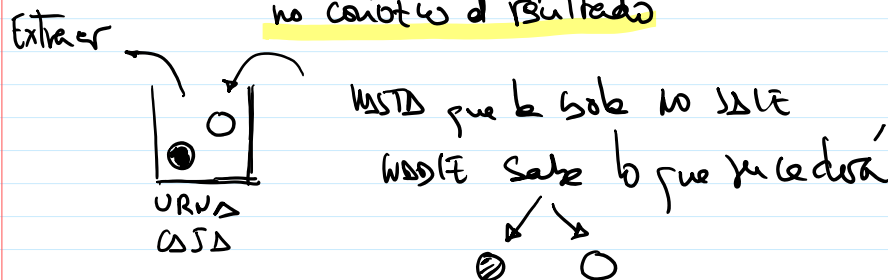 no conozco el resultado
Extraer
HASTA que la bola NO SALE
NADIE sabe lo que sucederá
URNA
CAJA